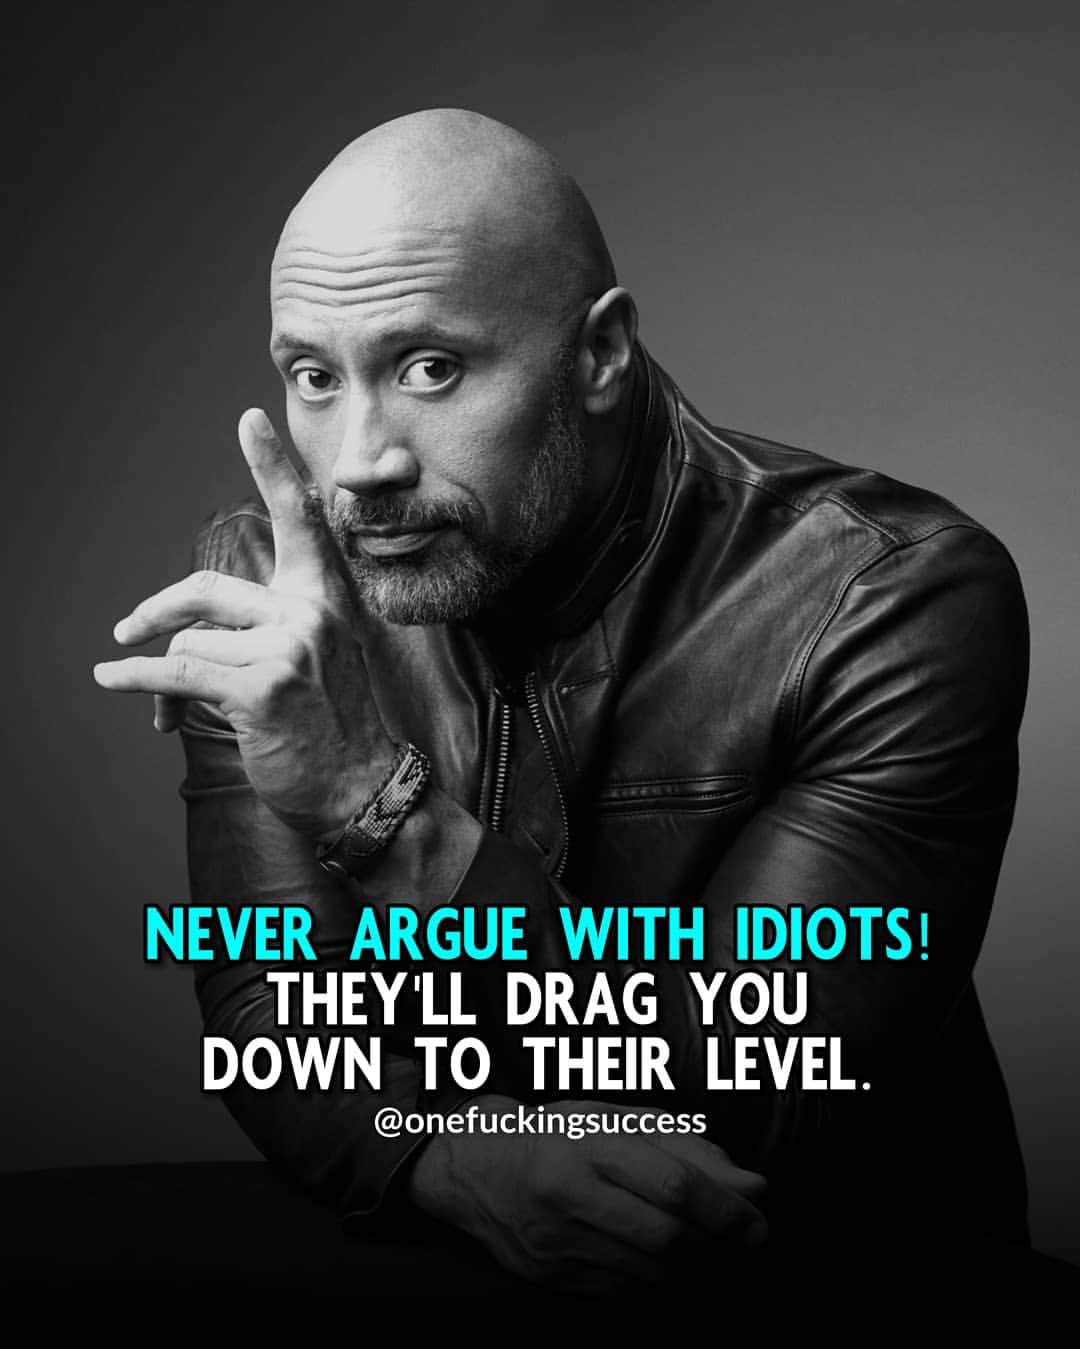 NEVER ARGUE WITH IDIOTS!
THEY'LL DRAG YOU
DOWN TO THEIR LEVEL.
@onefuckingsuccess